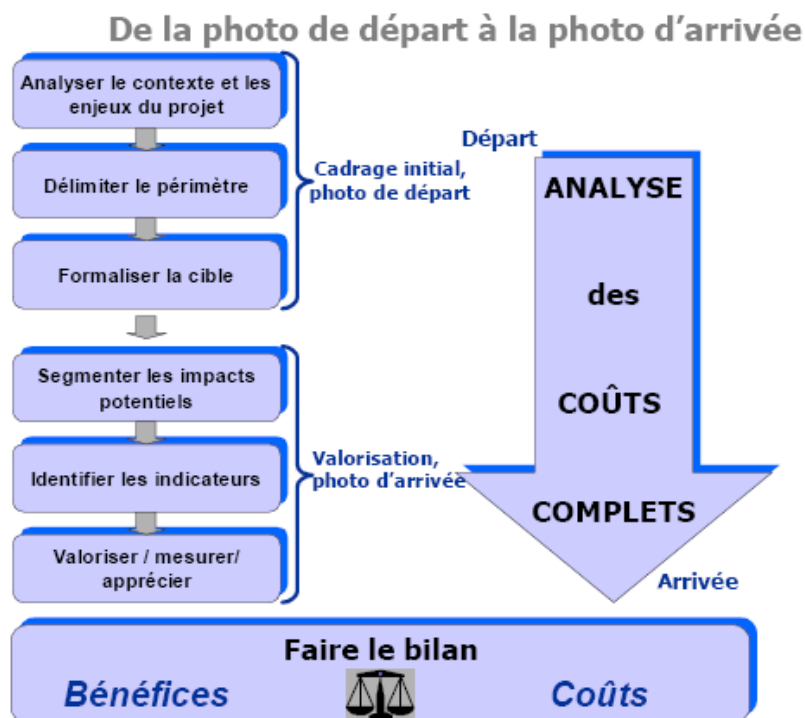 De la photo de départ à la photo d’arrivée
Analyser le contexte et les
enjeux du projet
Délimiter le périmètre
Formaliser la cible
Cadrage initial,
photo de départ
Segmenter les impacts
potentiels
Identifier les indicateurs
Valoriser / mesurer/
apprécier
Valorisation,
photo d’arrivée
Départ
ANALYSE
des
COÛTS
COMPLETS
Arrivée
Faire le bilan
Bénéfices
Coûts